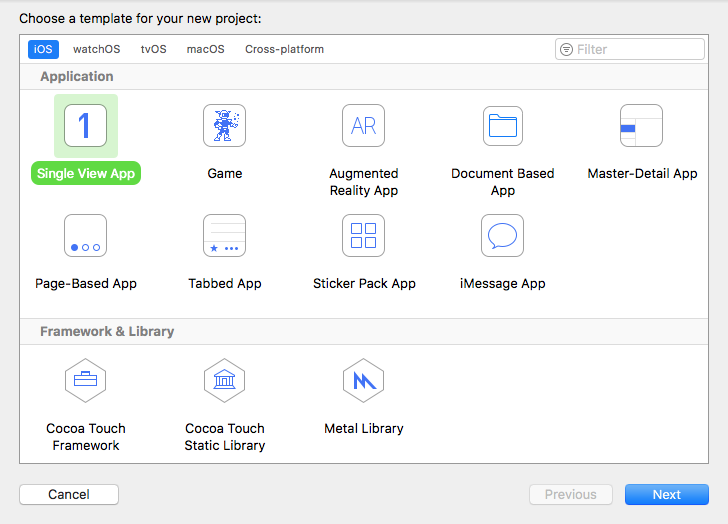 Choose a template for your new project:
iOS watchOS tvOS macOS Cross-platform Filter
Application
1 AR
Single View App Game Augmented Reality App Document Based App Master-Detail App
Page-Based App Tabbed App Sticker Pack App iMessage App
Framework & Library
Cocoa Touch Framework Cocoa Touch Static Library Metal Library
Cancel Previous Next